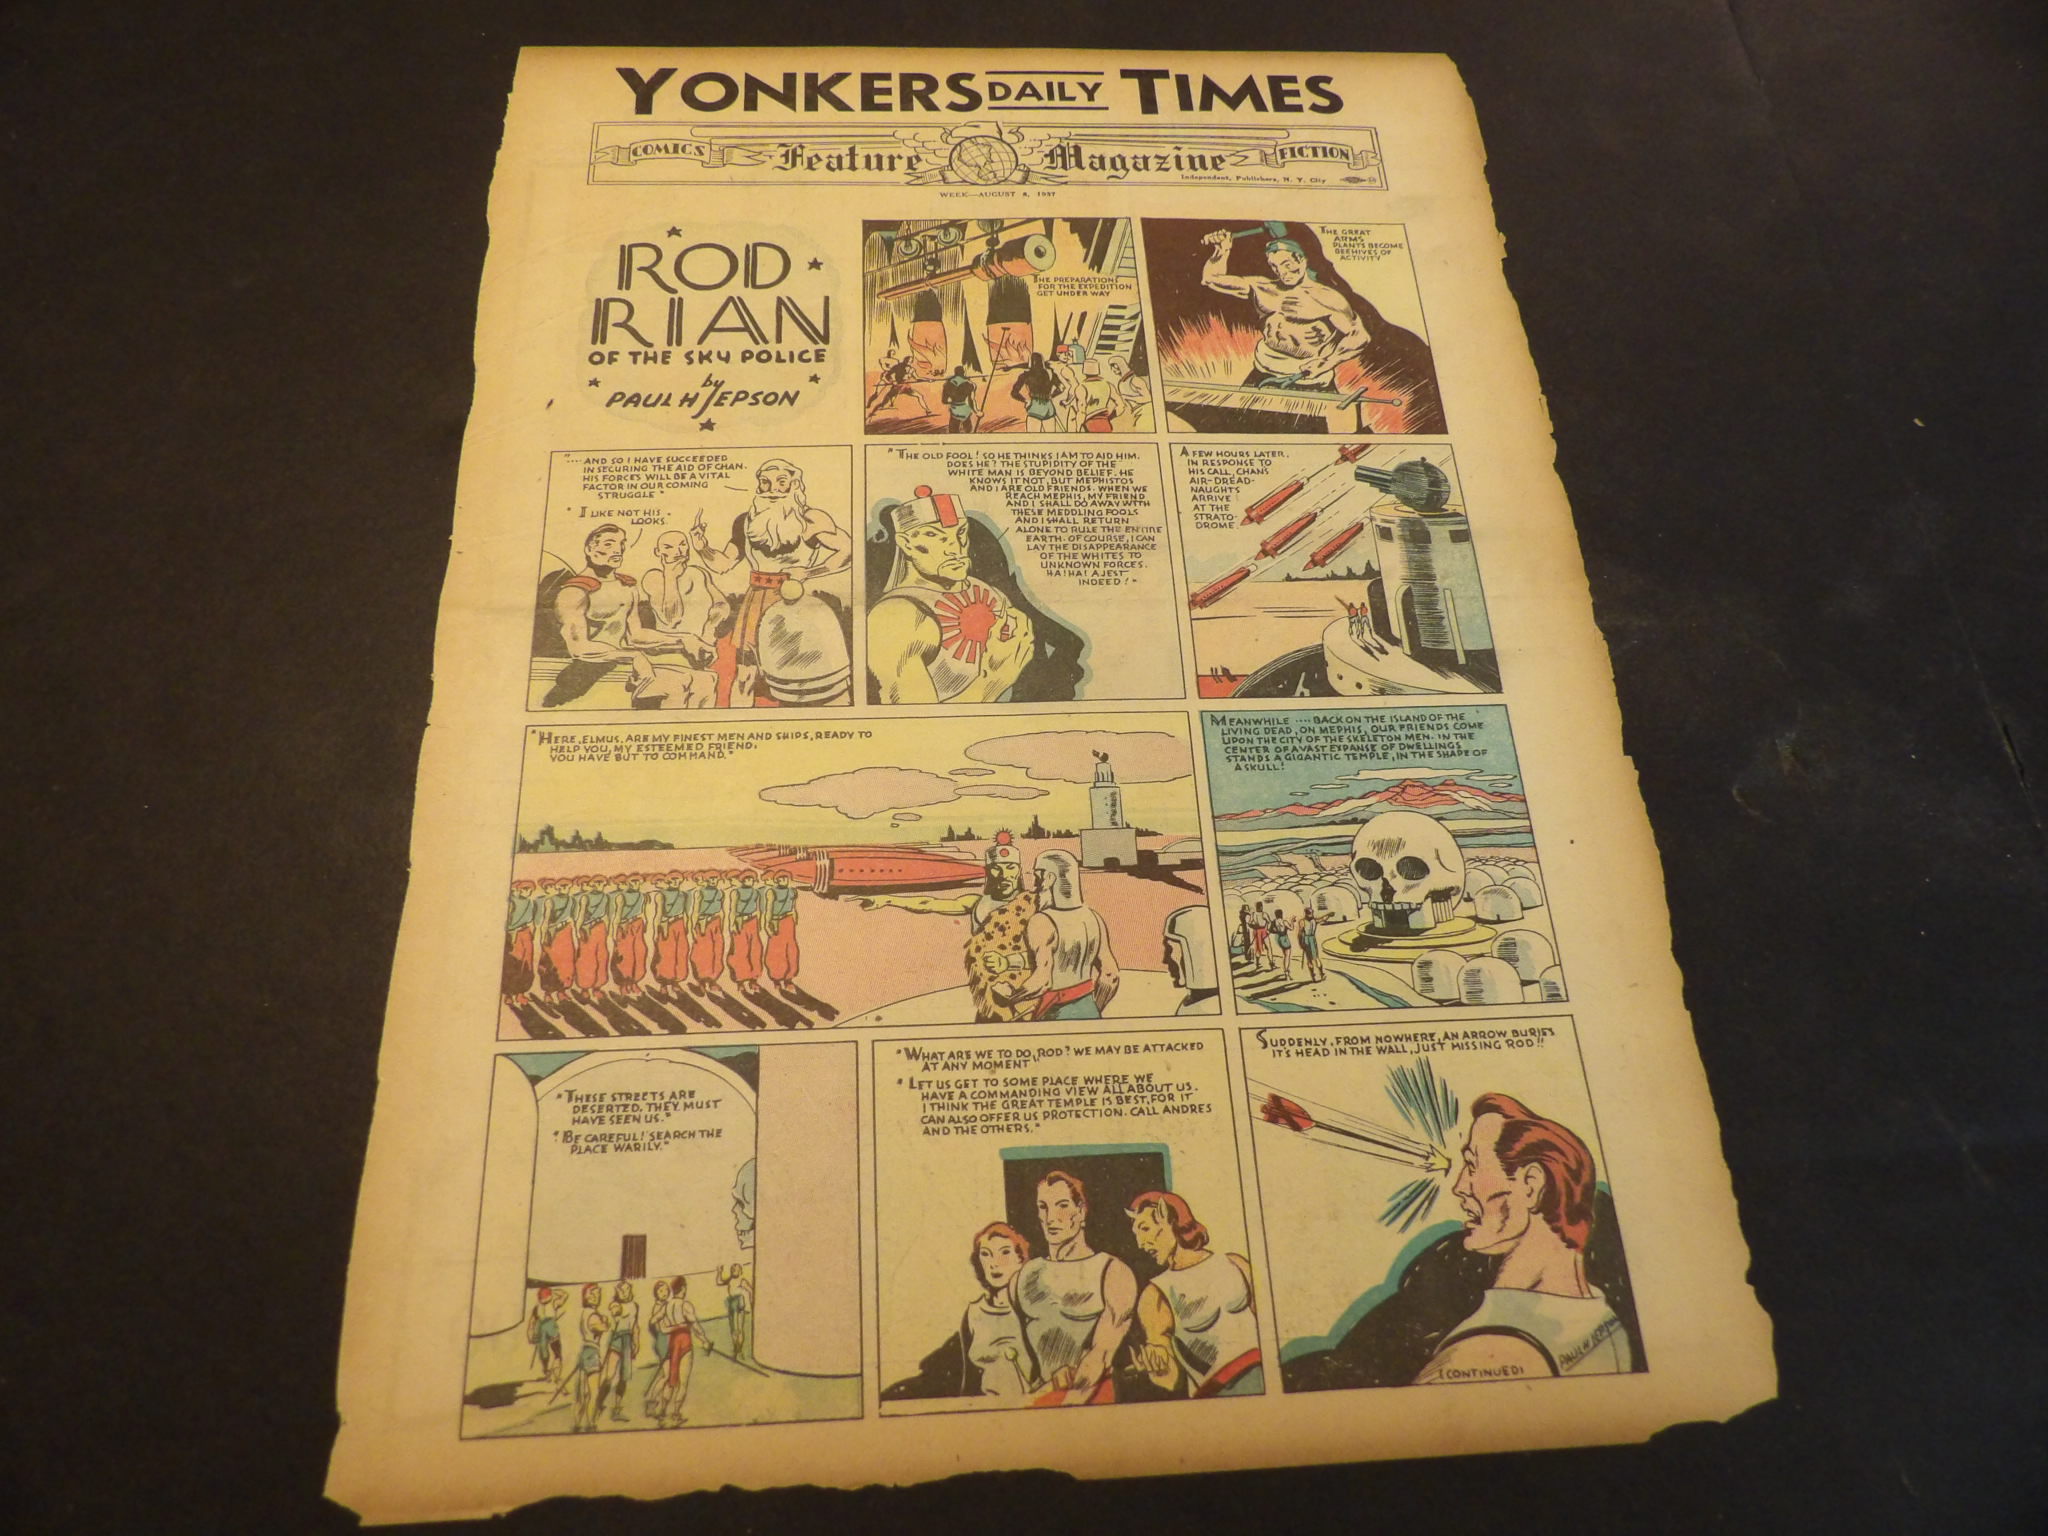 YONKERS DAILY TIMES
COMICS Feature Magazine FICTION
Independent, Publishers, N. Y. City
WEEK—AUGUST 8, 1937
ROD
RIAN
OF THE SKY POLICE
by
PAUL H JEPSON
THE PREPARATIONS
FOR THE EXPEDITION
GET UNDER WAY
THE GREAT
ARMS
PLANTS BECOME
BEEHIVES OF
ACTIVITY
"....AND SO I HAVE SUCCEEDED
IN SECURING THE AID OF CHAN.
HIS FORCES WILL BE A VITAL
FACTOR IN OUR COMING
STRUGGLE"
"I LIKE NOT HIS
LOOKS.
"THE OLD FOOL! SO HE THINKS I AM TO AID HIM,
DOES HE? THE STUPIDITY OF THE
WHITE MAN IS BEYOND BELIEF. HE
KNOWS IT NOT, BUT MEPHISTOS
AND I ARE OLD FRIENDS. WHEN WE
REACH MEPHIS, MY FRIEND
AND I SHALL DO AWAY WITH
THESE MEDDLING FOOLS
AND I SHALL RETURN
ALONE TO RULE THE ENTIRE
EARTH. OF COURSE, I CAN
LAY THE DISAPPEARANCE
OF THE WHITES TO
UNKNOWN FORCES.
HA! HA! A JEST
INDEED!"
A FEW HOURS LATER,
IN RESPONSE TO
HIS CALL, CHAN'S
AIR-DREAD-
NAUGHTS
ARRIVE
AT THE
STRATO-
DROME.
"HERE, ELMUS, ARE MY FINEST MEN AND SHIPS, READY TO
HELP YOU, MY ESTEEMED FRIEND.
YOU HAVE BUT TO COMMAND."
MEANWHILE .... BACK ON THE ISLAND OF THE
LIVING DEAD, ON MEPHIS, OUR FRIENDS COME
UPON THE CITY OF THE SKELETON MEN. IN THE
CENTER OF A VAST EXPANSE OF DWELLINGS
STANDS A GIGANTIC TEMPLE, IN THE SHAPE OF
A SKULL!
"THESE STREETS ARE
DESERTED. THEY MUST
HAVE SEEN US."
"BE CAREFUL! SEARCH THE
PLACE WARILY."
"WHAT ARE WE TO DO, ROD? WE MAY BE ATTACKED
AT ANY MOMENT"
"LET US GET TO SOME PLACE WHERE WE
HAVE A COMMANDING VIEW ALL ABOUT US.
I THINK THE GREAT TEMPLE IS BEST, FOR IT
CAN ALSO OFFER US PROTECTION. CALL ANDRES
AND THE OTHERS."
SUDDENLY, FROM NOWHERE, AN ARROW BURIES
IT'S HEAD IN THE WALL, JUST MISSING ROD!!
PAUL H JEPSON
(CONTINUED)